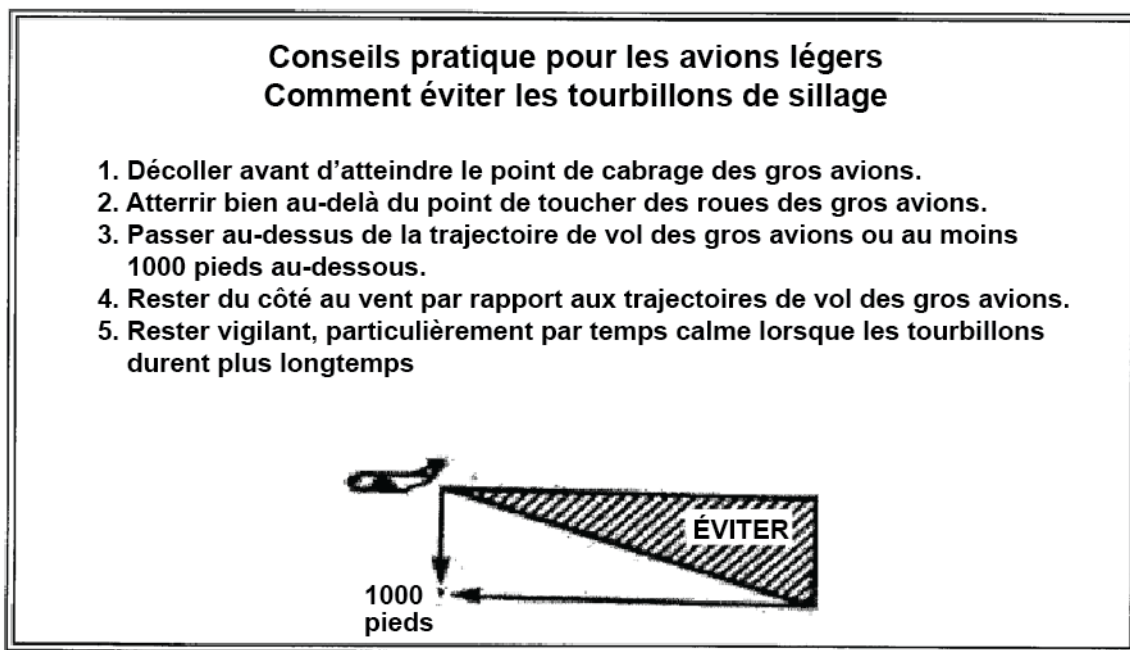 Conseils pratique pour les avions légers
Comment éviter les tourbillons de sillage
1. Décoller avant d’atteindre le point de cabrage des gros avions.
2. Atterrir bien au-delà du point de toucher des roues des gros avions.
3. Passer au-dessus de la trajectoire de vol des gros avions ou au moins
1000 pieds au-dessous.
4. Rester du côté au vent par rapport aux trajectoires de vol des gros avions.
5. Rester vigilant, particulièrement par temps calme lorsque les tourbillons
durent plus longtemps
ÉVITER
1000
pieds